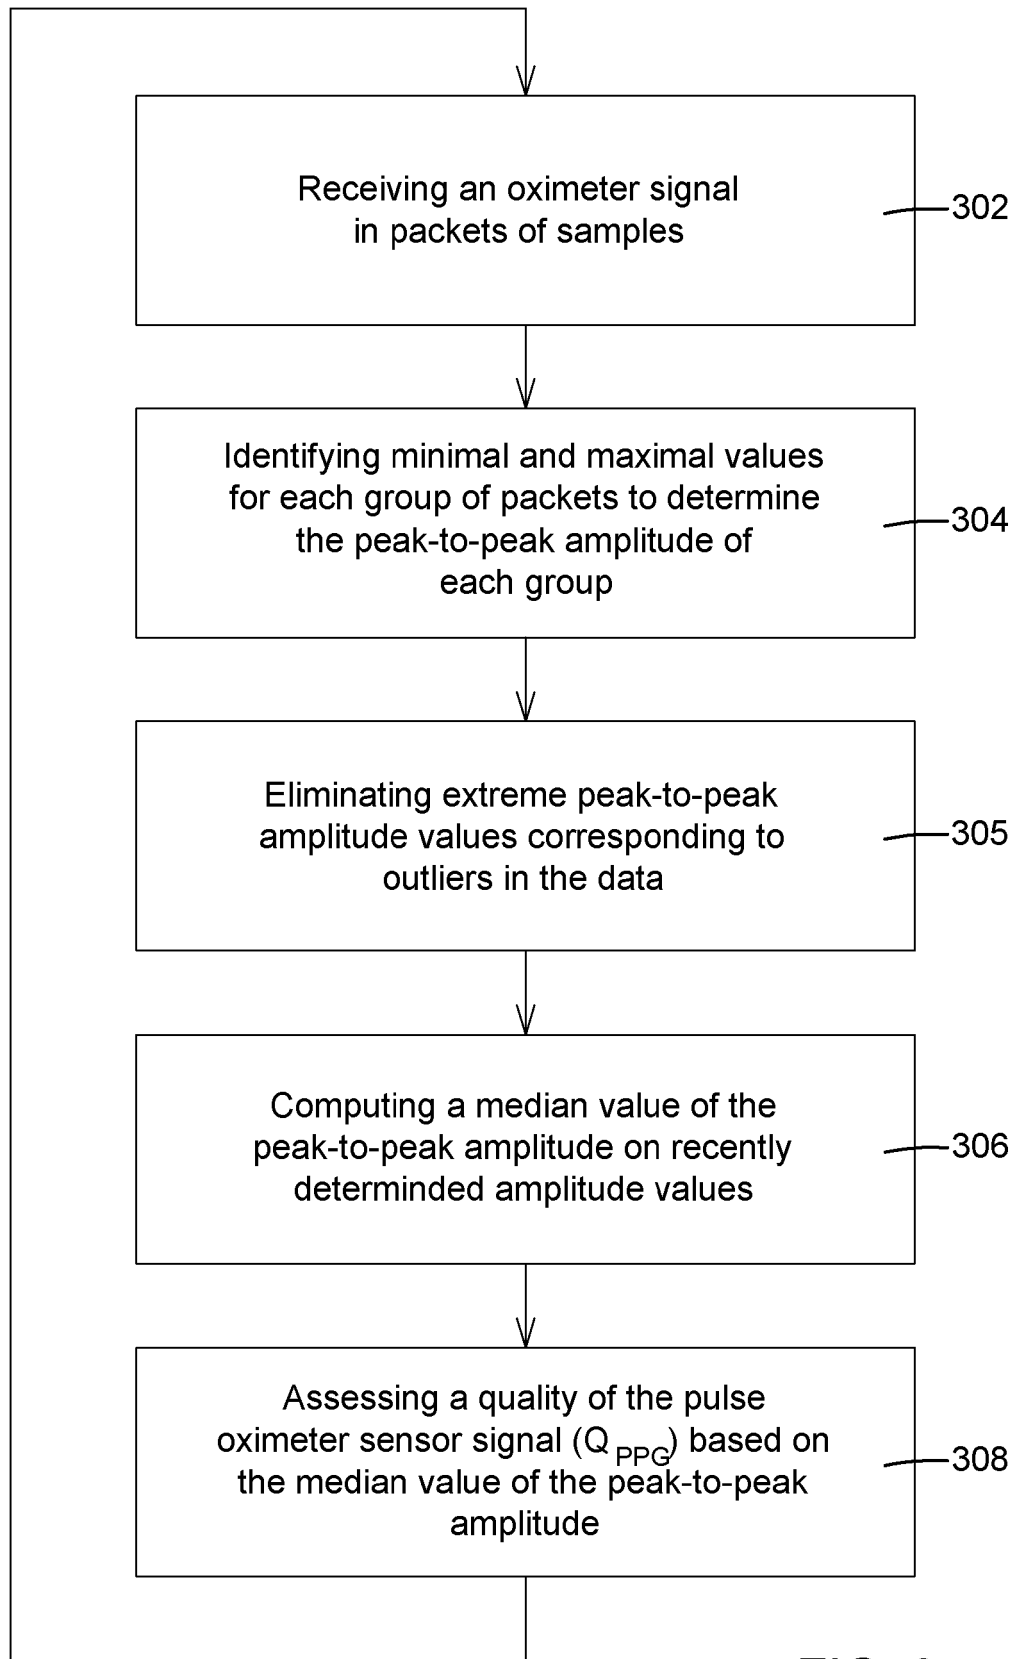 Receiving an oximeter signal
in packets of samples
302
Identifying minimal and maximal values
for each group of packets to determine
the peak-to-peak amplitude of
each group
304
Eliminating extreme peak-to-peak
amplitude values corresponding to
outliers in the data
305
Computing a median value of the
peak-to-peak amplitude on recently
determinded amplitude values
306
Assessing a quality of the pulse
oximeter sensor signal (Q PPG) based on
the median value of the peak-to-peak
amplitude
308